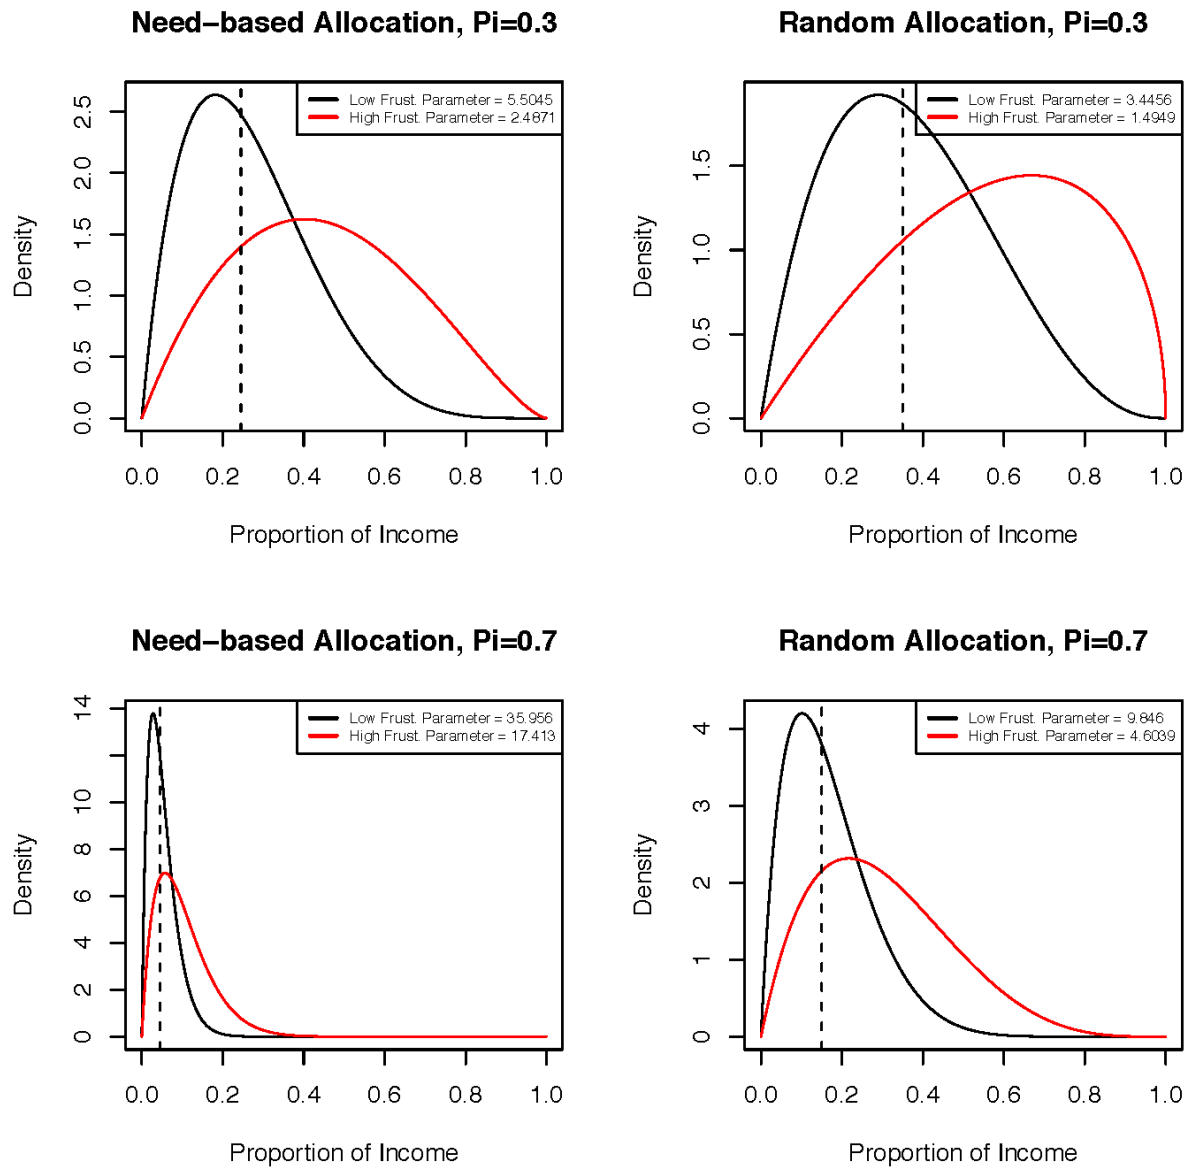 Need-based Allocation, Pi=0.3
Low Frust. Parameter = 5.5045
High Frust. Parameter = 2.4871
Density
0.0
0.5
1.0
1.5
2.0
2.5
0.0 0.2 0.4 0.6 0.8 1.0
Proportion of Income
Random Allocation, Pi=0.3
Low Frust. Parameter = 3.4456
High Frust. Parameter = 1.4949
Density
0.0
0.5
1.0
1.5
0.0 0.2 0.4 0.6 0.8 1.0
Proportion of Income
Need-based Allocation, Pi=0.7
Low Frust. Parameter = 35.956
High Frust. Parameter = 17.413
Density
0
2
4
6
8
10
14
0.0 0.2 0.4 0.6 0.8 1.0
Proportion of Income
Random Allocation, Pi=0.7
Low Frust. Parameter = 9.846
High Frust. Parameter = 4.6039
Density
0
1
2
3
4
0.0 0.2 0.4 0.6 0.8 1.0
Proportion of Income